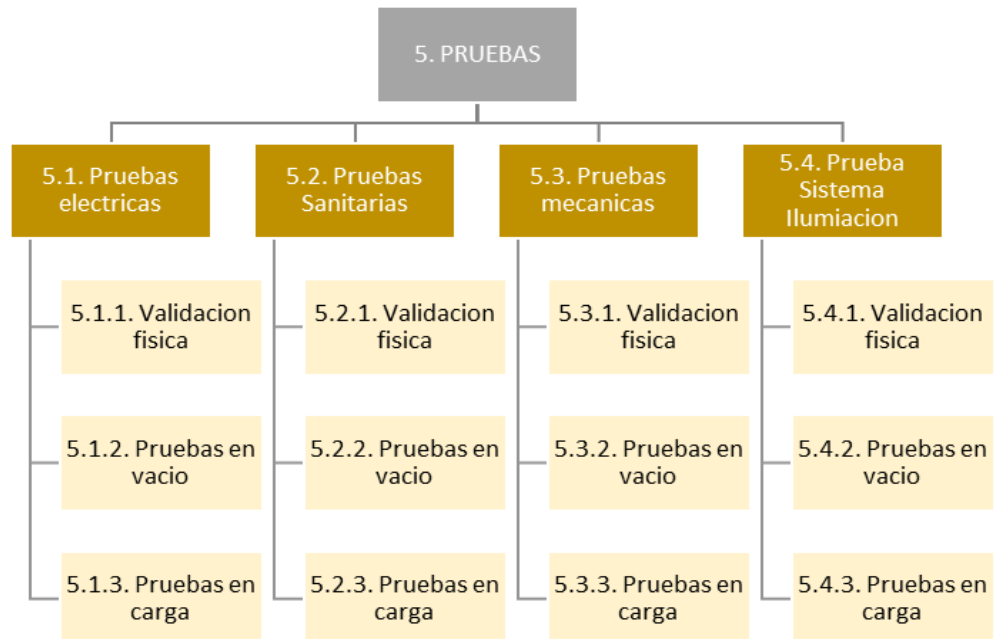 5. PRUEBAS
5.1. Pruebas
electricas
5.2. Pruebas
Sanitarias
5.3. Pruebas
mecanicas
5.4. Prueba
Sistema
Ilumiacion
5.1.1. Validacion
fisica
5.2.1. Validacion
fisica
5.3.1. Validacion
fisica
5.4.1. Validacion
fisica
5.1.2. Pruebas en
vacio
5.2.2. Pruebas en
vacio
5.3.2. Pruebas en
vacio
5.4.2. Pruebas en
vacio
5.1.3. Pruebas en
carga
5.2.3. Pruebas en
carga
5.3.3. Pruebas en
carga
5.4.3. Pruebas en
carga